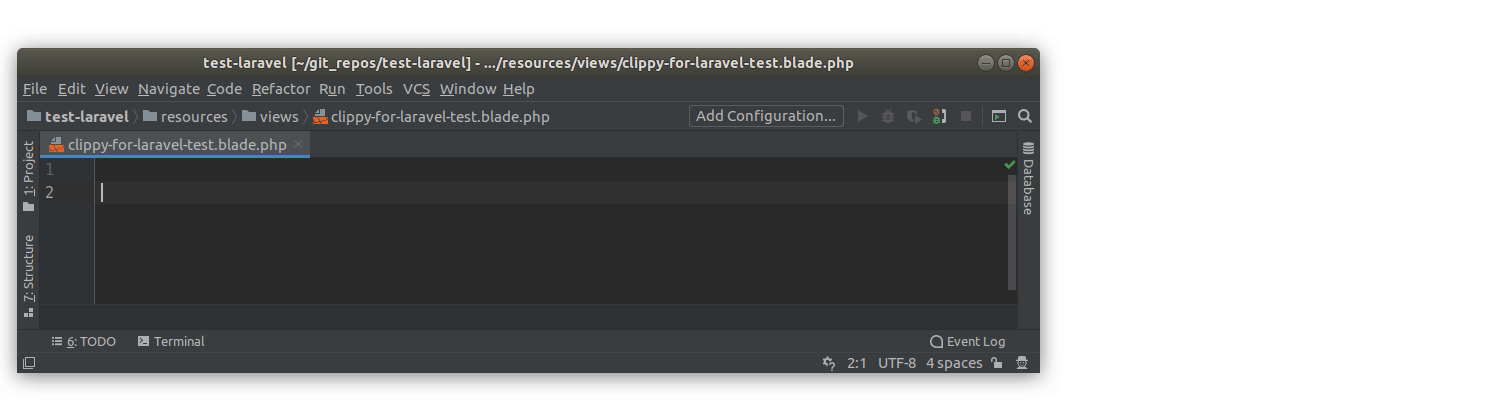 test-laravel [~/git_repos/test-laravel] - .../resources/views/clippy-for-laravel-test.blade.php
File Edit View Navigate Code Refactor Run Tools VCS Window Help
test-laravel resources views clippy-for-laravel-test.blade.php Add Configuration...
1: Project
clippy-for-laravel-test.blade.php
1
2
Database
7: Structure
6: TODO Terminal Event Log
2:1 UTF-8 4 spaces